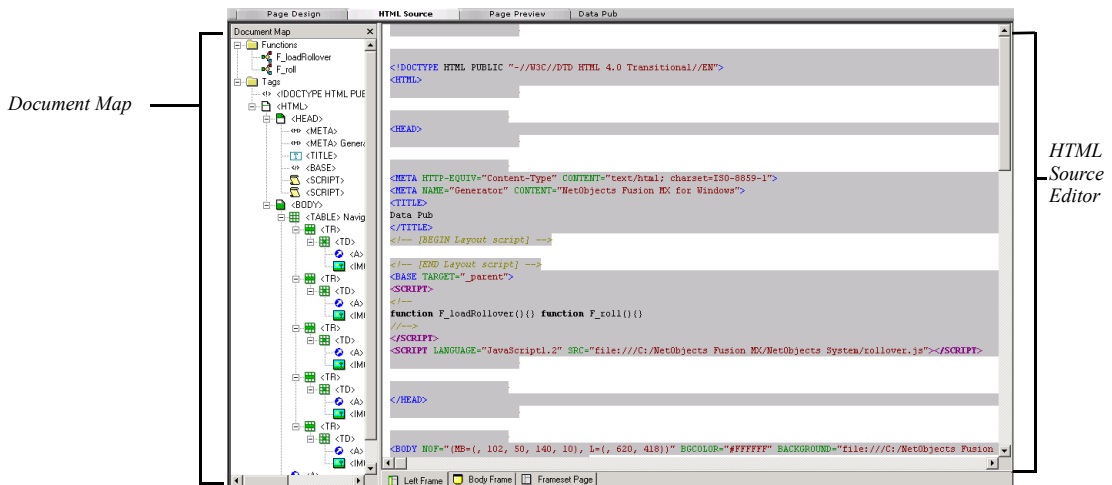 Page Design
HTML Source
Page Preview
Data Pub
Document Map
Document Map
Functions
F_loadRollover
F_roll
Tags
<!DOCTYPE HTML PUB
<HTML>
<HEAD>
<META>
<META> Genera
<TITLE>
<BASE>
<SCRIPT>
<SCRIPT>
<BODY>
<TABLE> Navig
<TR>
<TD>
<A>
<IMG
<TR>
<TD>
<A>
<IMG
<TR>
<TD>
<A>
<IMG
<TR>
<TD>
<A>
<IMG
<TR>
<TD>
<A>
<IMG
<A>
<!DOCTYPE HTML PUBLIC "-//W3C//DTD HTML 4.0 Transitional//EN">
<HTML>
<HEAD>
<META HTTP-EQUIV="Content-Type" CONTENT="text/html; charset=ISO-8859-1">
<META NAME="Generator" CONTENT="NetObjects Fusion MX for Windows">
<TITLE>
Data Pub
</TITLE>
<!-- [BEGIN Layout script] -->
<!-- [END Layout script] -->
<BASE TARGET="_parent">
<SCRIPT>
<!--
function F_loadRollover(){} function F_roll(){}
//-->
</SCRIPT>
<SCRIPT LANGUAGE="JavaScript1.2" SRC="file:///C:/NetObjects Fusion MX/NetObjects System/rollover.js"></SCRIPT>
</HEAD>
<BODY NOF="(MB=(, 102, 50, 140, 10), L=(, 620, 418))" BGCOLOR="#FFFFFF" BACKGROUND="file:///C:/NetObjects Fusion
Left Frame
Body Frame
Frameset Page
HTML
Source
Editor